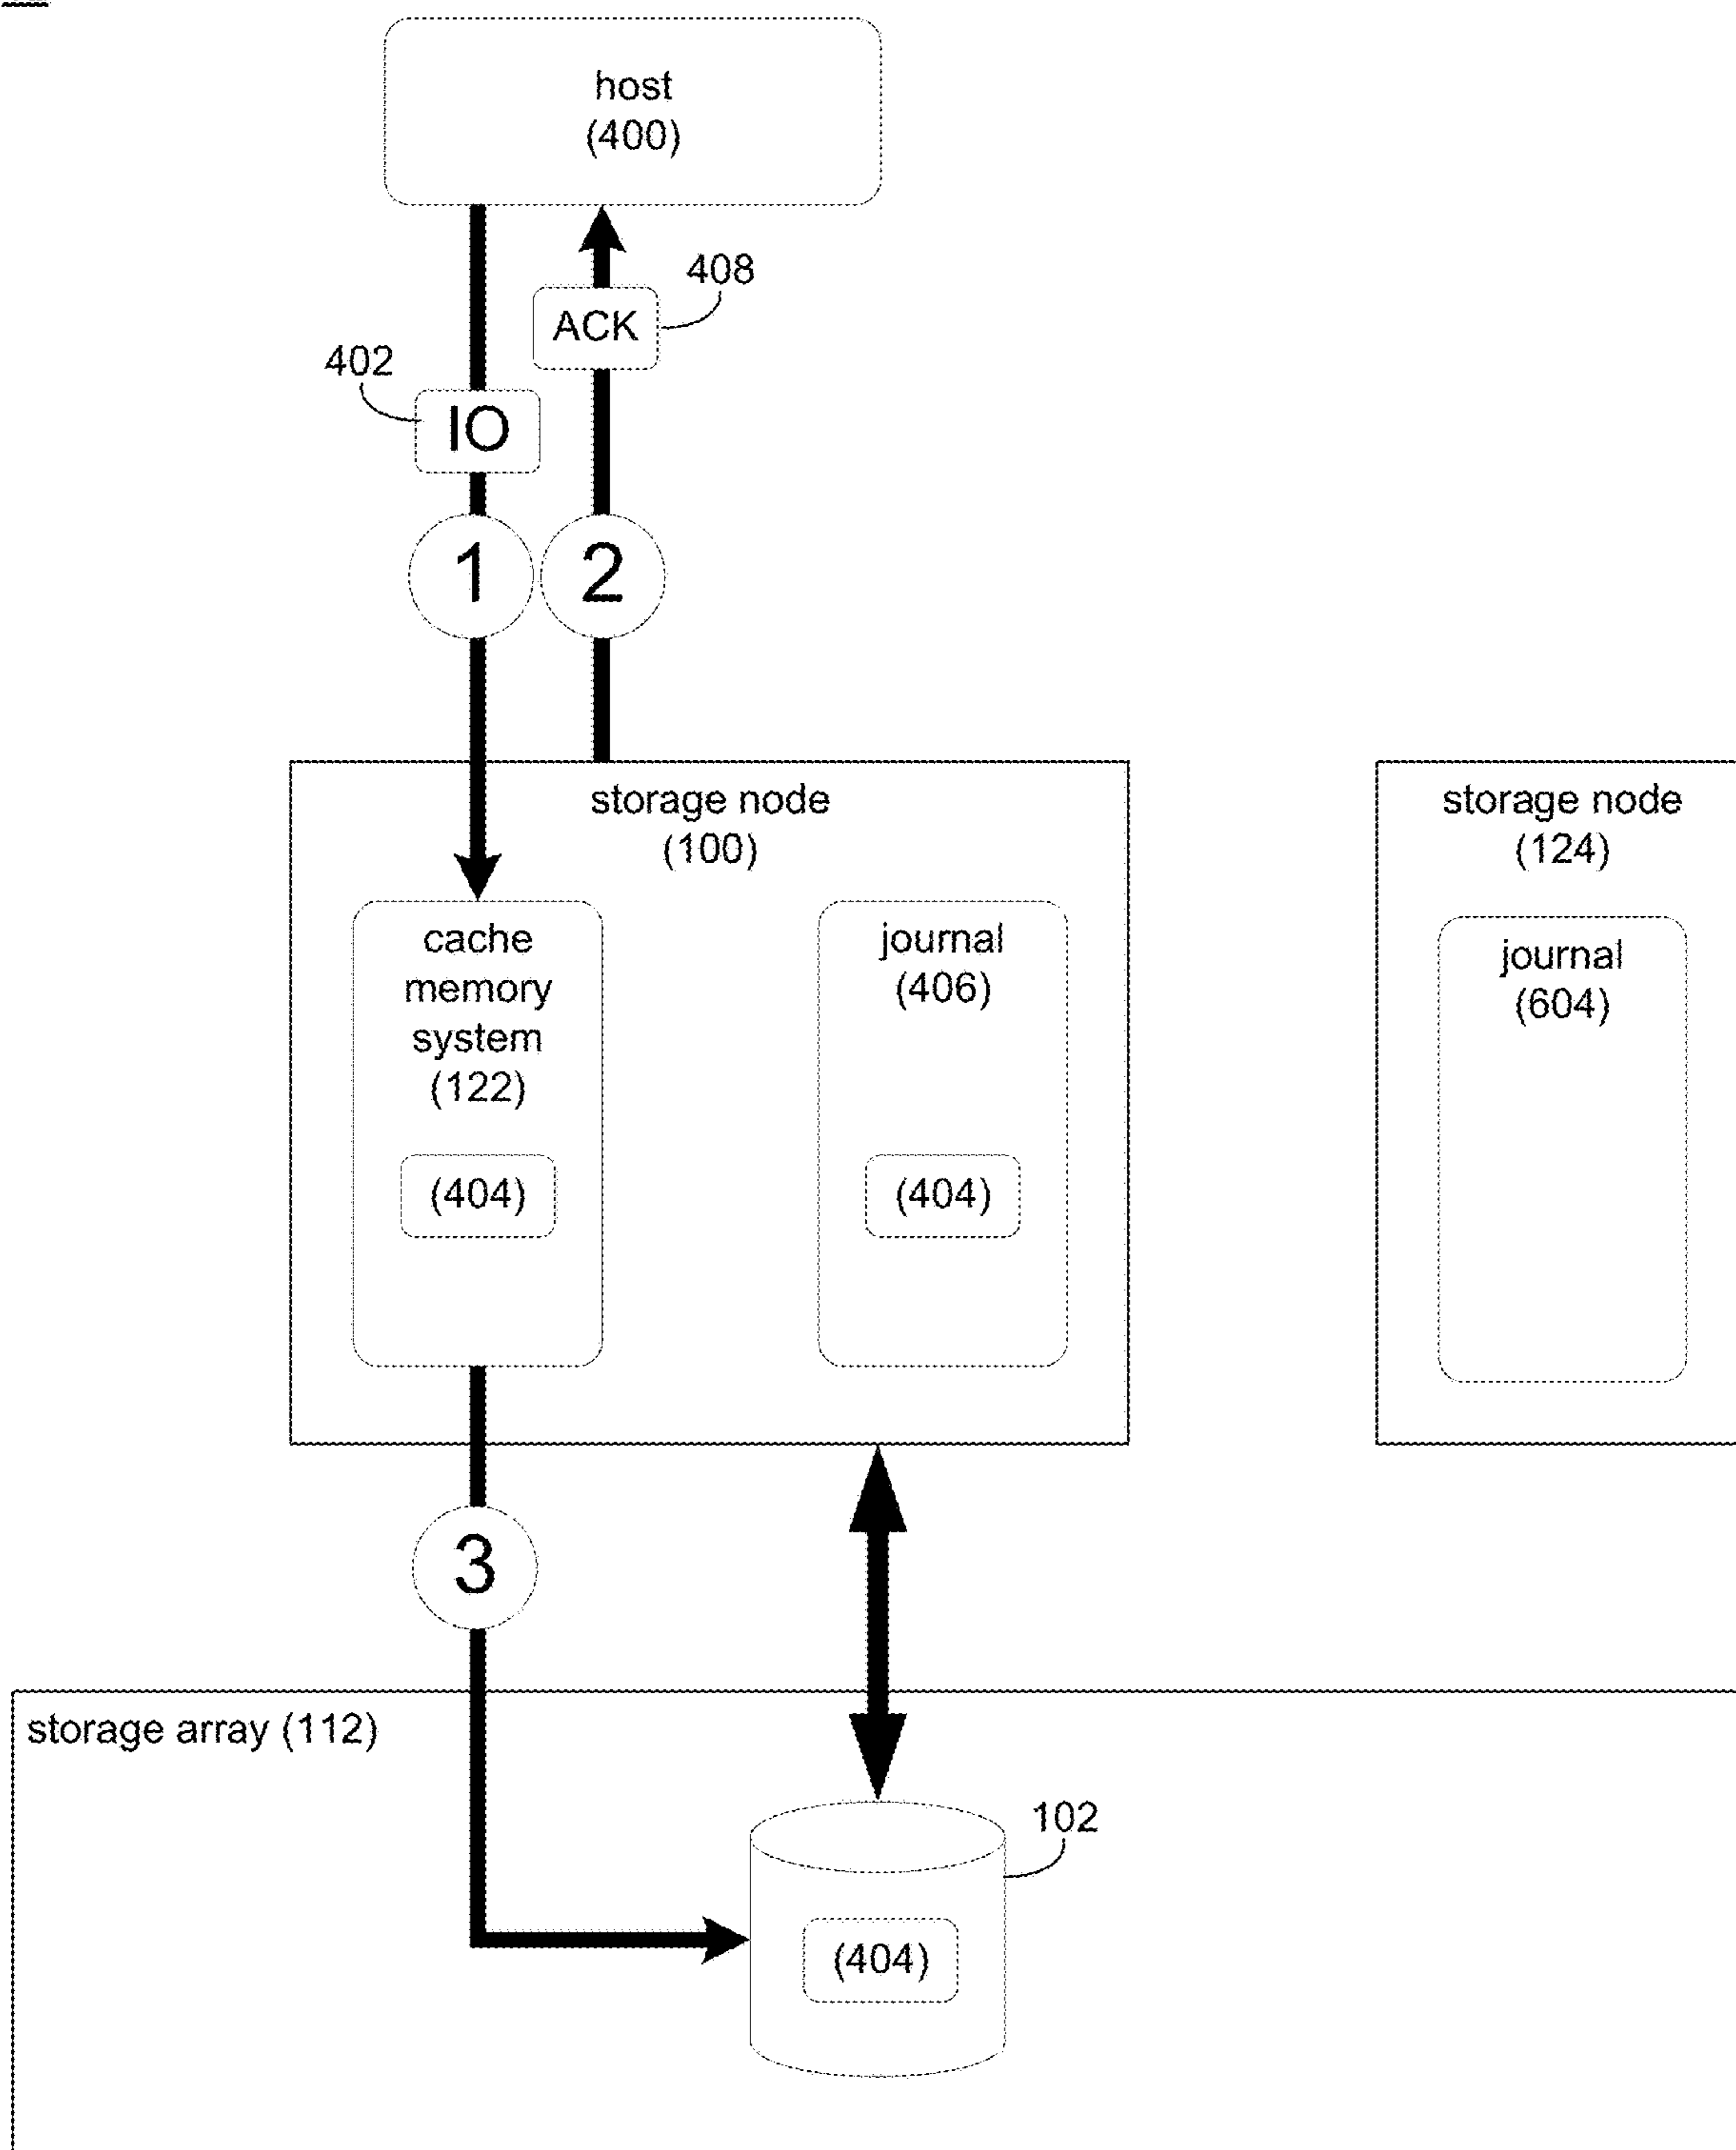 host
(400)
408
ACK
402
IO
1
2
storage node
(100)
storage node
(124)
cache
memory
system
(122)
journal
(406)
journal
(604)
(404)
(404)
3
storage array (112)
102
(404)